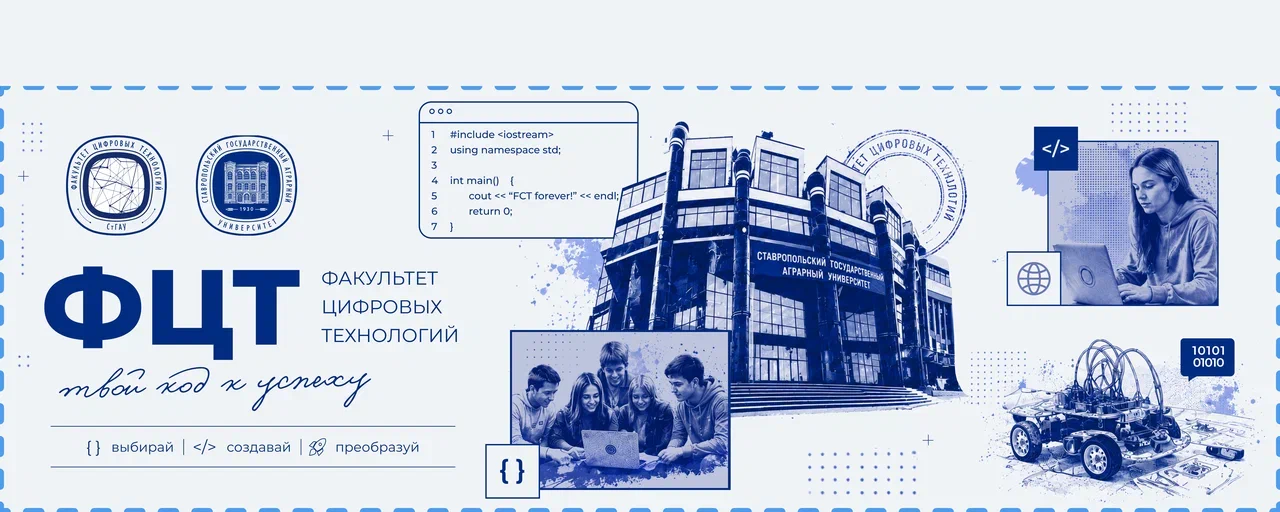 ФАКУЛЬТЕТ ЦИФРОВЫХ ТЕХНОЛОГИЙ
СтГАУ
СТАВРОПОЛЬСКИЙ ГОСУДАРСТВЕННЫЙ АГРАРНЫЙ
УНИВЕРСИТЕТ
1930
ФЦТ
ФАКУЛЬТЕТ
ЦИФРОВЫХ
ТЕХНОЛОГИЙ
твой код к успеху
{ } выбирай | </> создавай | преобразуй
1 #include <iostream>
2 using namespace std;
3
4 int main() {
5 cout << “FCT forever!” << endl;
6 return 0;
7 }
ЦИФРОВЫХ ТЕХНОЛОГИЙ
СТАВРОПОЛЬСКИЙ ГОСУДАРСТВЕННЫЙ
АГРАРНЫЙ УНИВЕРСИТЕТ
{ }
</>
10101
01010